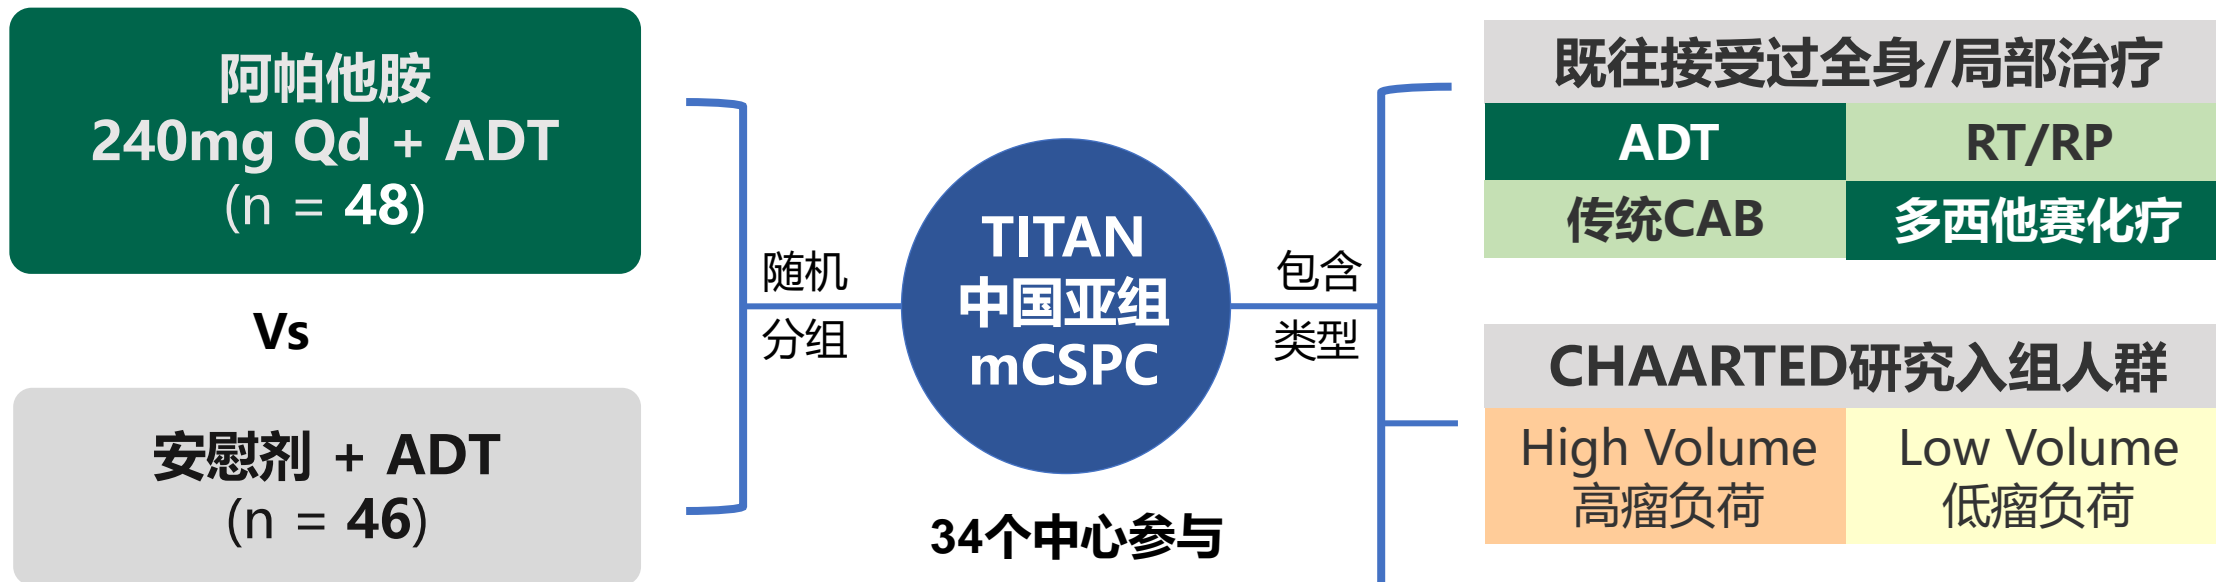 阿帕他胺
240mg Qd + ADT
(n = 48)
Vs
安慰剂 + ADT
(n = 46)
随机
分组
TITAN
中国亚组
mCSPC
34个中心参与
包含
类型
既往接受过全身/局部治疗
ADT
RT/RP
传统CAB
多西他赛化疗
CHAARTED研究入组人群
High Volume
高瘤负荷
Low Volume
低瘤负荷